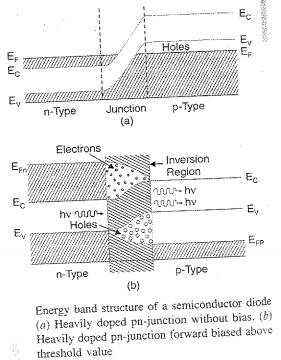 E_C
E_V
E_F
E_C
Holes
E_F
E_V
n-Type Junction p-Type
(a)
Electrons
Inversion
Region
E_Fn
E_C
hν
hν
hν
E_C
E_V
Holes
E_V
E_FP
n-Type p-Type
(b)
Energy band structure of a semiconductor diode
(a) Heavily doped pn-junction without bias. (b)
Heavily doped pn-junction forward biased above
threshold value